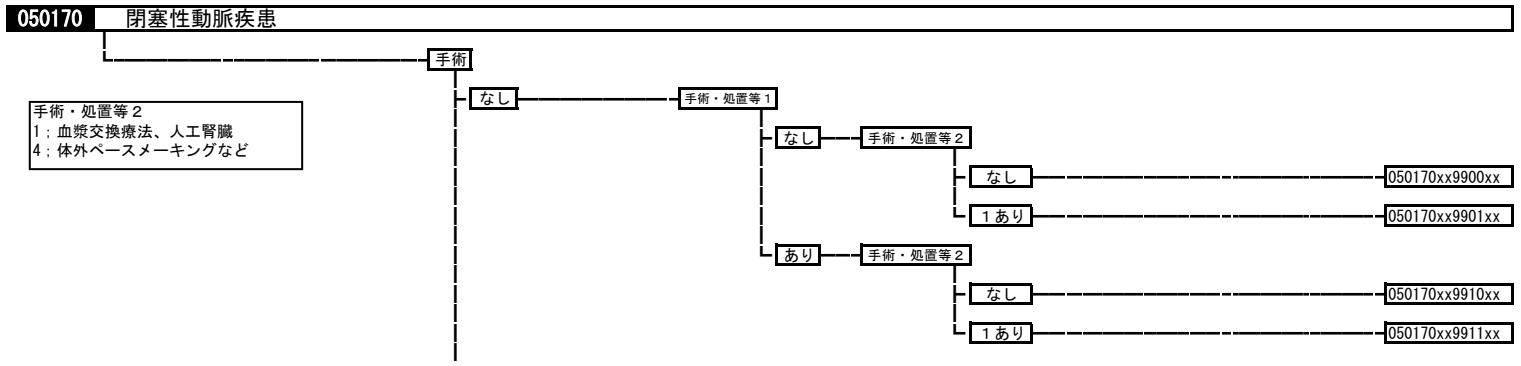 050170 閉塞性動脈疾患
手術
なし 手術・処置等1
手術・処置等2
1;血漿交換療法、人工腎臓
4;体外ペースメーキングなど
なし 手術・処置等2
なし 050170xx9900xx
1あり 050170xx9901xx
あり 手術・処置等2
なし 050170xx9910xx
1あり 050170xx9911xx